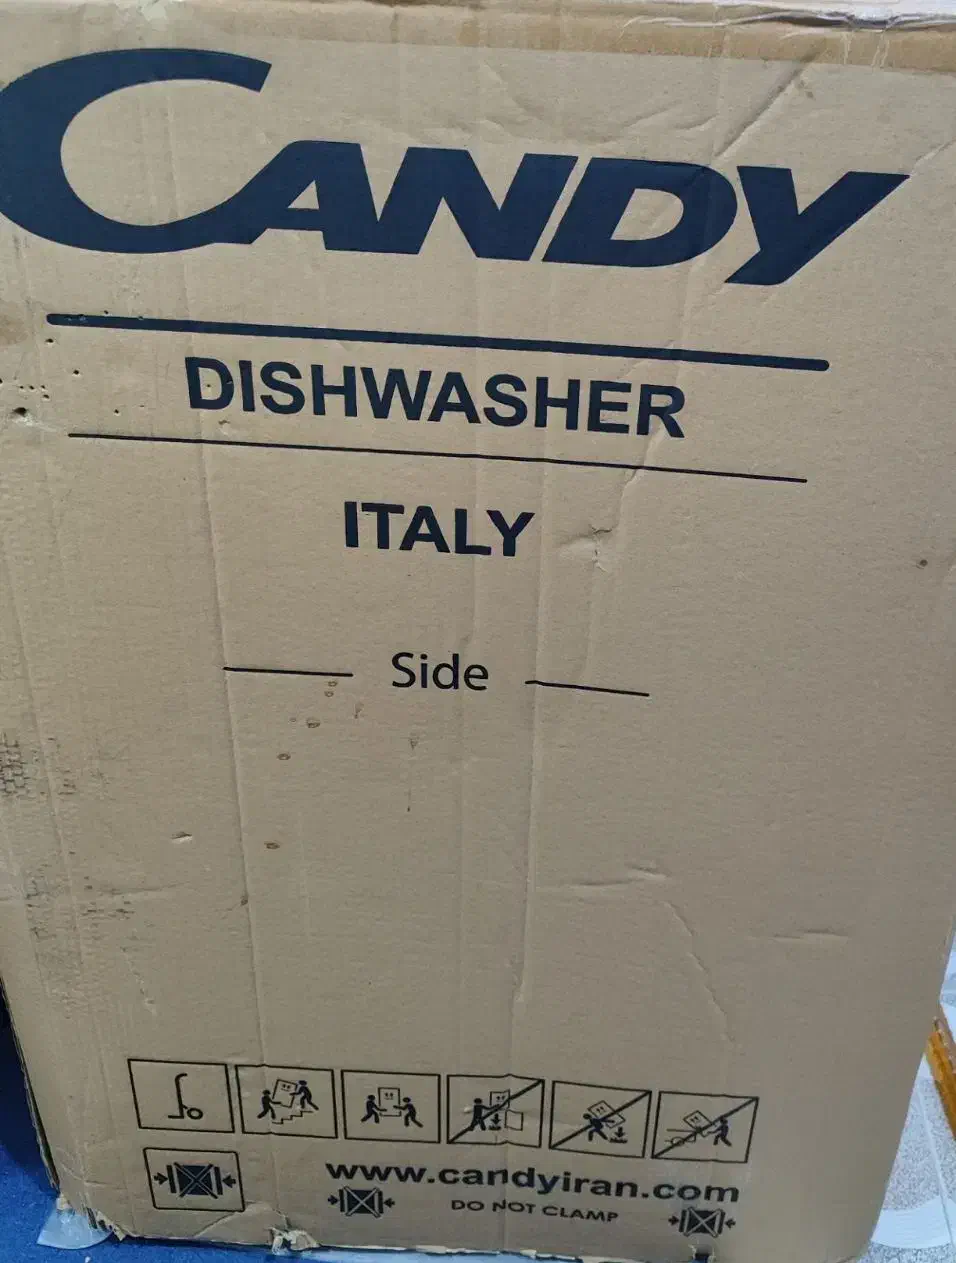 CANDY
DISHWASHER
ITALY
Side
www.candyiran.com
DO NOT CLAMP